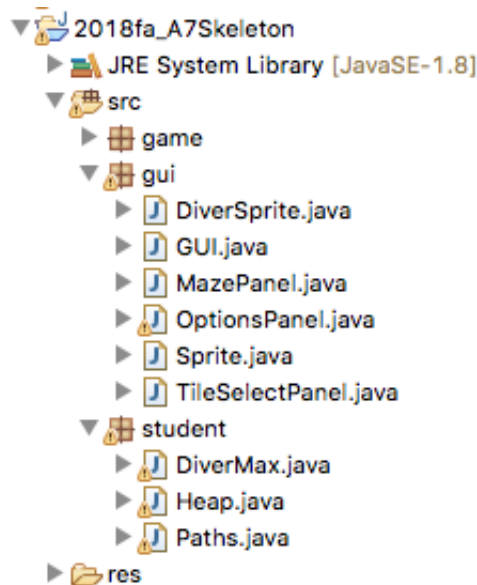 2018fa_A7Skeleton
JRE System Library [JavaSE-1.8]
src
game
gui
DiverSprite.java
GUI.java
MazePanel.java
OptionsPanel.java
Sprite.java
TileSelectPanel.java
student
DiverMax.java
Heap.java
Paths.java
res